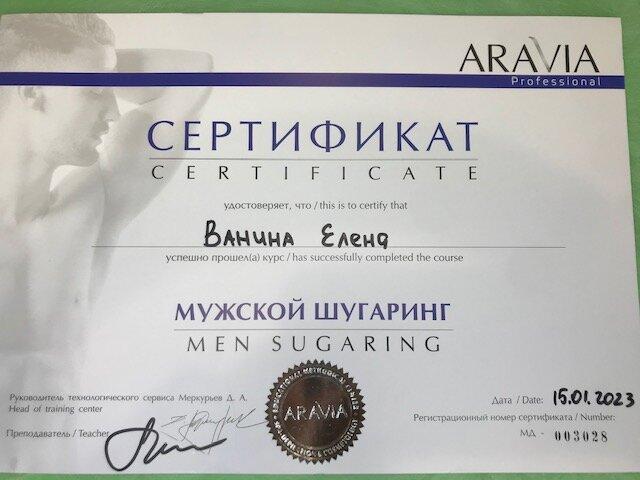 ARAVIA
Professional
СЕРТИФИКАТ
CERTIFICATE
удостоверяет, что / this is to certify that
Ванина Елена
успешно прошел(а) курс / has successfully completed the course
МУЖСКОЙ ШУГАРИНГ
MEN SUGARING
Руководитель технологического сервиса Меркурьев Д. А.
Head of training center
Преподаватель / Teacher
ARAVIA
Дата / Date: 15.01.2023
Регистрационный номер сертификата / Number:
МД - 003028